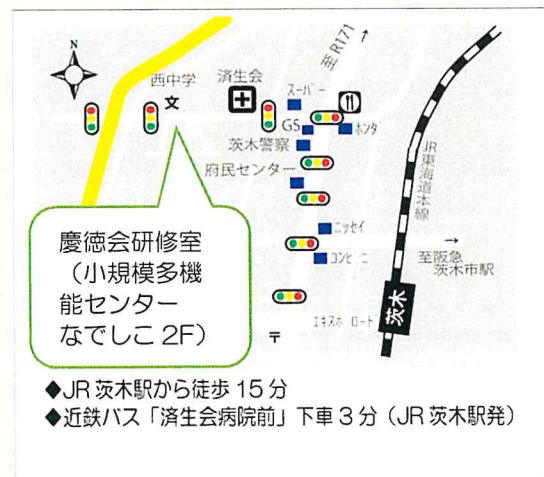 N
至R171
西中学
文
済生会
スーパー
GS
ホンダ
茨木警察
府民センター
JR東海道本線
慶徳会研修室
（小規模多機
能センター
なでしこ 2F）
ニッセイ
コンビニ
→
至阪急
茨木市駅
茨木
エキスポロード
〒
◆JR 茨木駅から徒歩 15 分
◆近鉄バス「済生会病院前」下車 3 分（JR 茨木駅発）